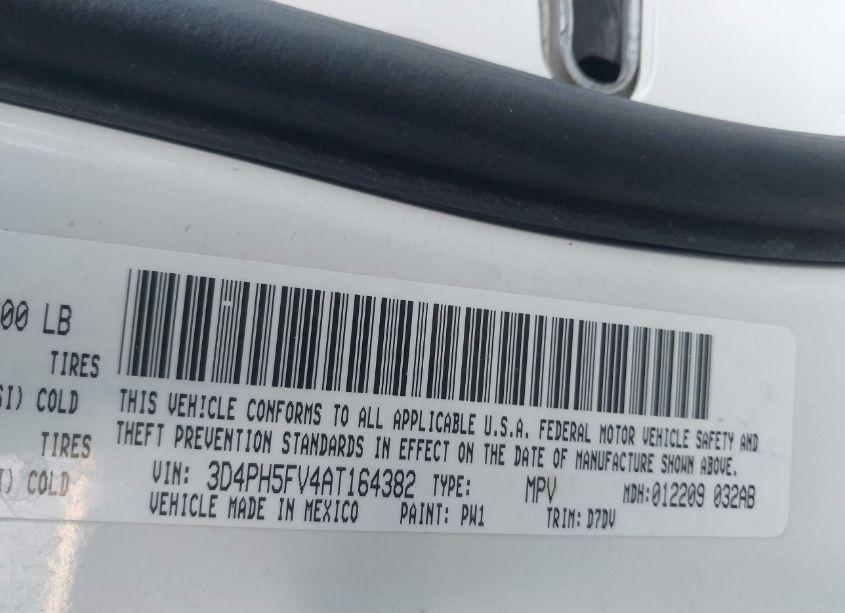 00 LB
TIRES
SI) COLD
TIRES
I) COLD
THIS VEHICLE CONFORMS TO ALL APPLICABLE U.S.A. FEDERAL MOTOR VEHICLE SAFETY AND
THEFT PREVENTION STANDARDS IN EFFECT ON THE DATE OF MANUFACTURE SHOWN ABOVE.
VIN: 3D4PH5FV4AT164382 TYPE: MPV MDH:012209 032AB
VEHICLE MADE IN MEXICO PAINT: PW1 TRIM: D7DV